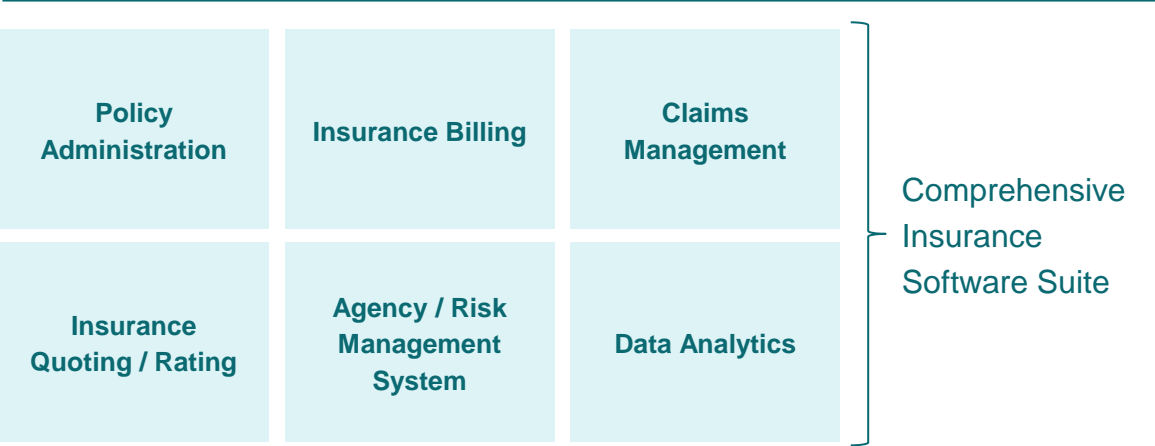 Policy
Administration
Insurance Billing
Claims
Management
Insurance
Quoting / Rating
Agency / Risk
Management
System
Data Analytics
Comprehensive
Insurance
Software Suite